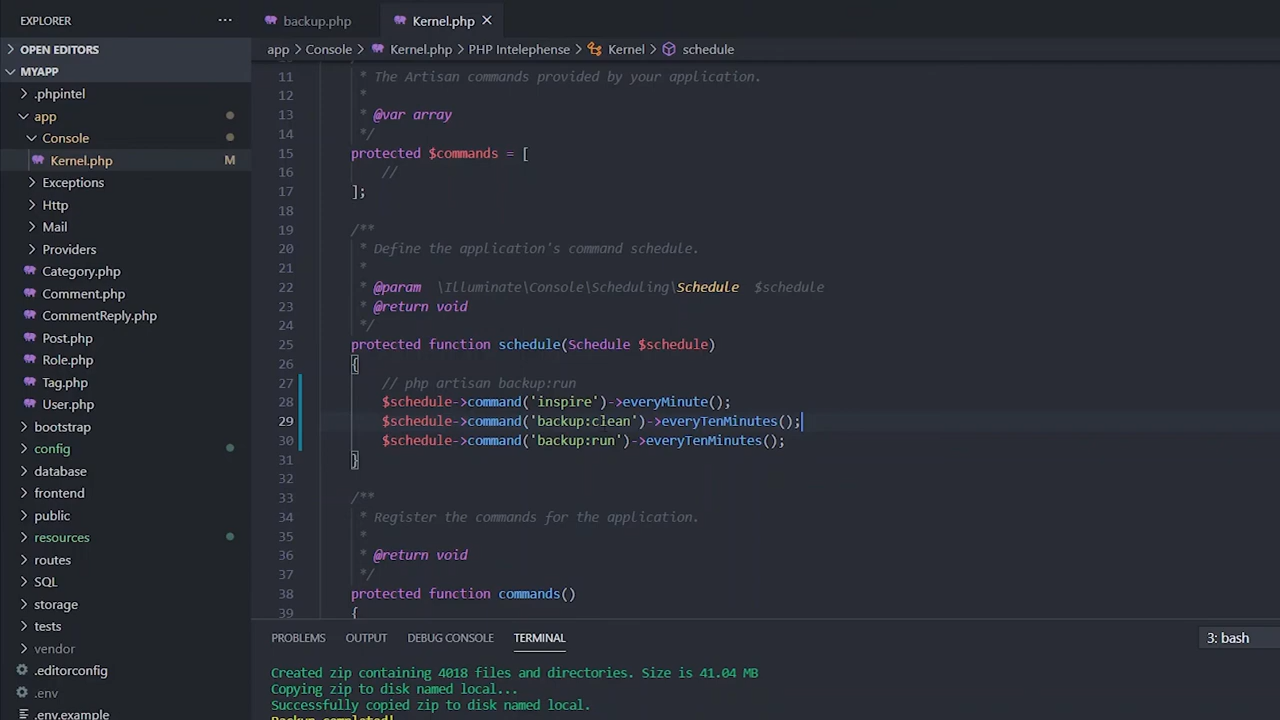 EXPLORER
OPEN EDITORS
MYAPP
.phpintel
app
Console
Kernel.php M
Exceptions
Http
Mail
Providers
Category.php
Comment.php
CommentReply.php
Post.php
Role.php
Tag.php
User.php
bootstrap
config
database
frontend
public
resources
routes
SQL
storage
tests
vendor
.editorconfig
.env
.env.example
backup.php
Kernel.php
app > Console > Kernel.php > PHP Intelephense > Kernel > schedule
11 * The Artisan commands provided by your application.
12 *
13 * @var array
14 */
15 protected $commands = [
16 //
17 ];
18
19 /**
20 * Define the application's command schedule.
21 *
22 * @param \Illuminate\Console\Scheduling\Schedule $schedule
23 * @return void
24 */
25 protected function schedule(Schedule $schedule)
26 {
27 // php artisan backup:run
28 $schedule->command('inspire')->everyMinute();
29 $schedule->command('backup:clean')->everyTenMinutes();
30 $schedule->command('backup:run')->everyTenMinutes();
31 }
32
33 /**
34 * Register the commands for the application.
35 *
36 * @return void
37 */
38 protected function commands()
39 {
PROBLEMS OUTPUT DEBUG CONSOLE TERMINAL 3: bash
Created zip containing 4018 files and directories. Size is 41.04 MB
Copying zip to disk named local...
Successfully copied zip to disk named local.
Backup completed!